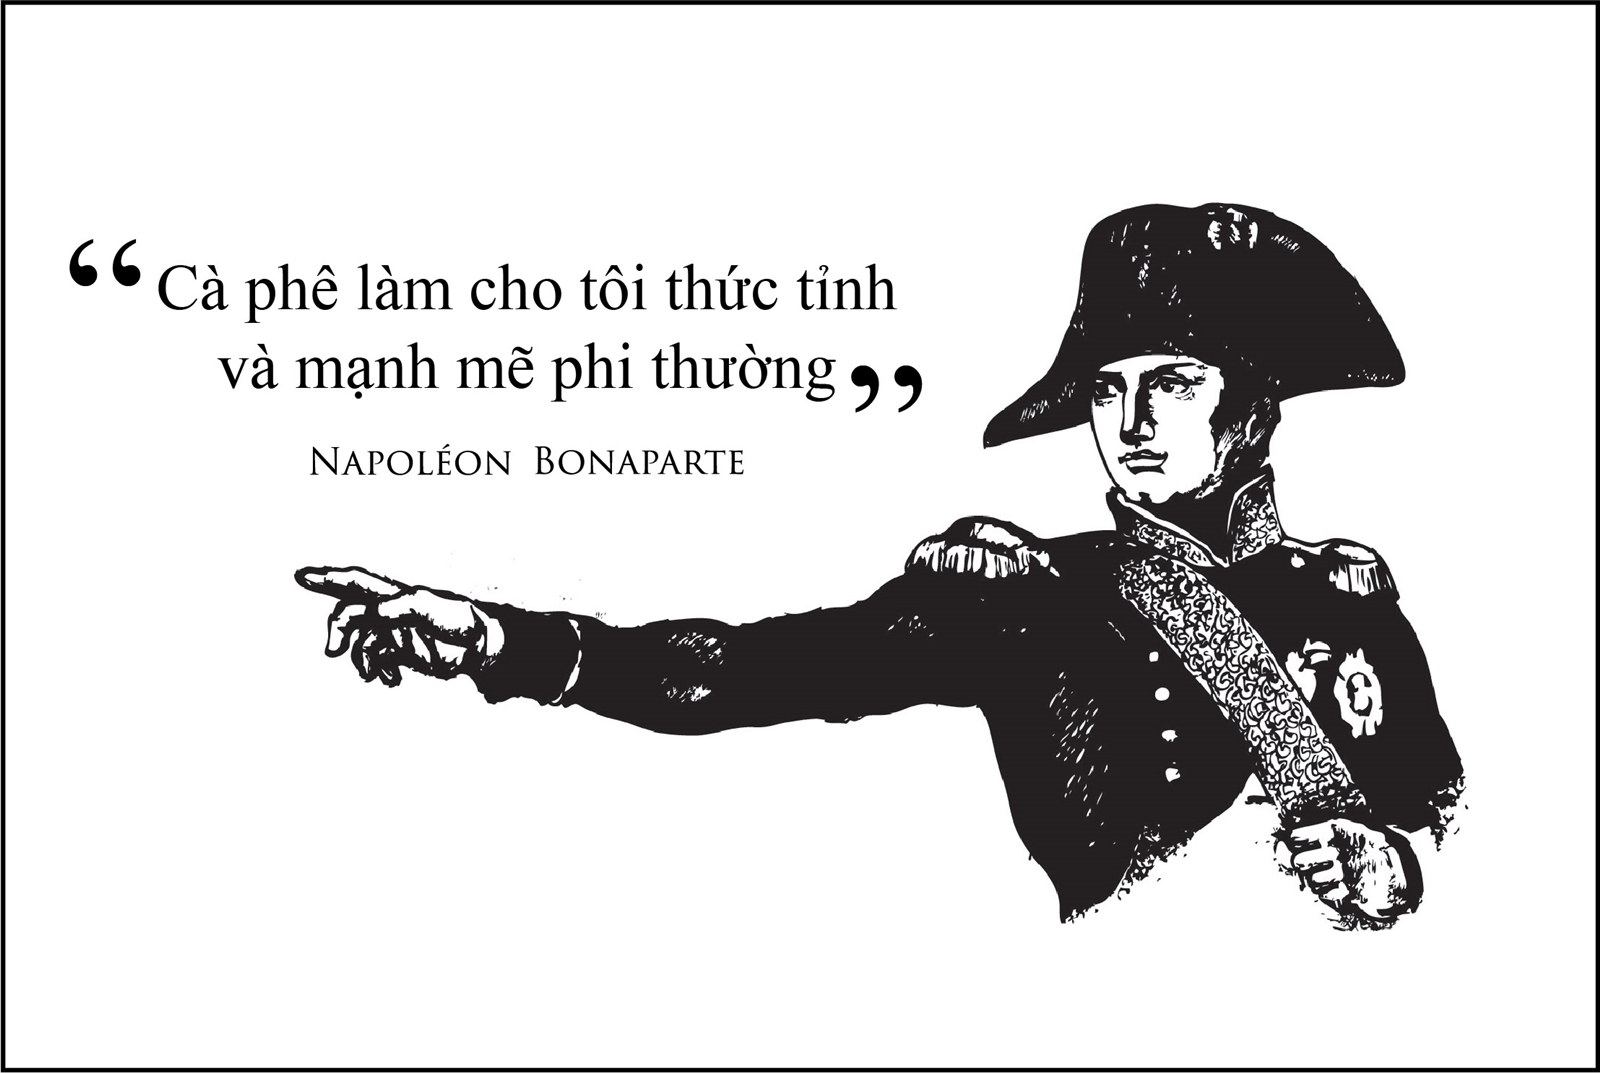 “Cà phê làm cho tôi thức tỉnh
và mạnh mẽ phi thường”
NAPOLÉON BONAPARTE